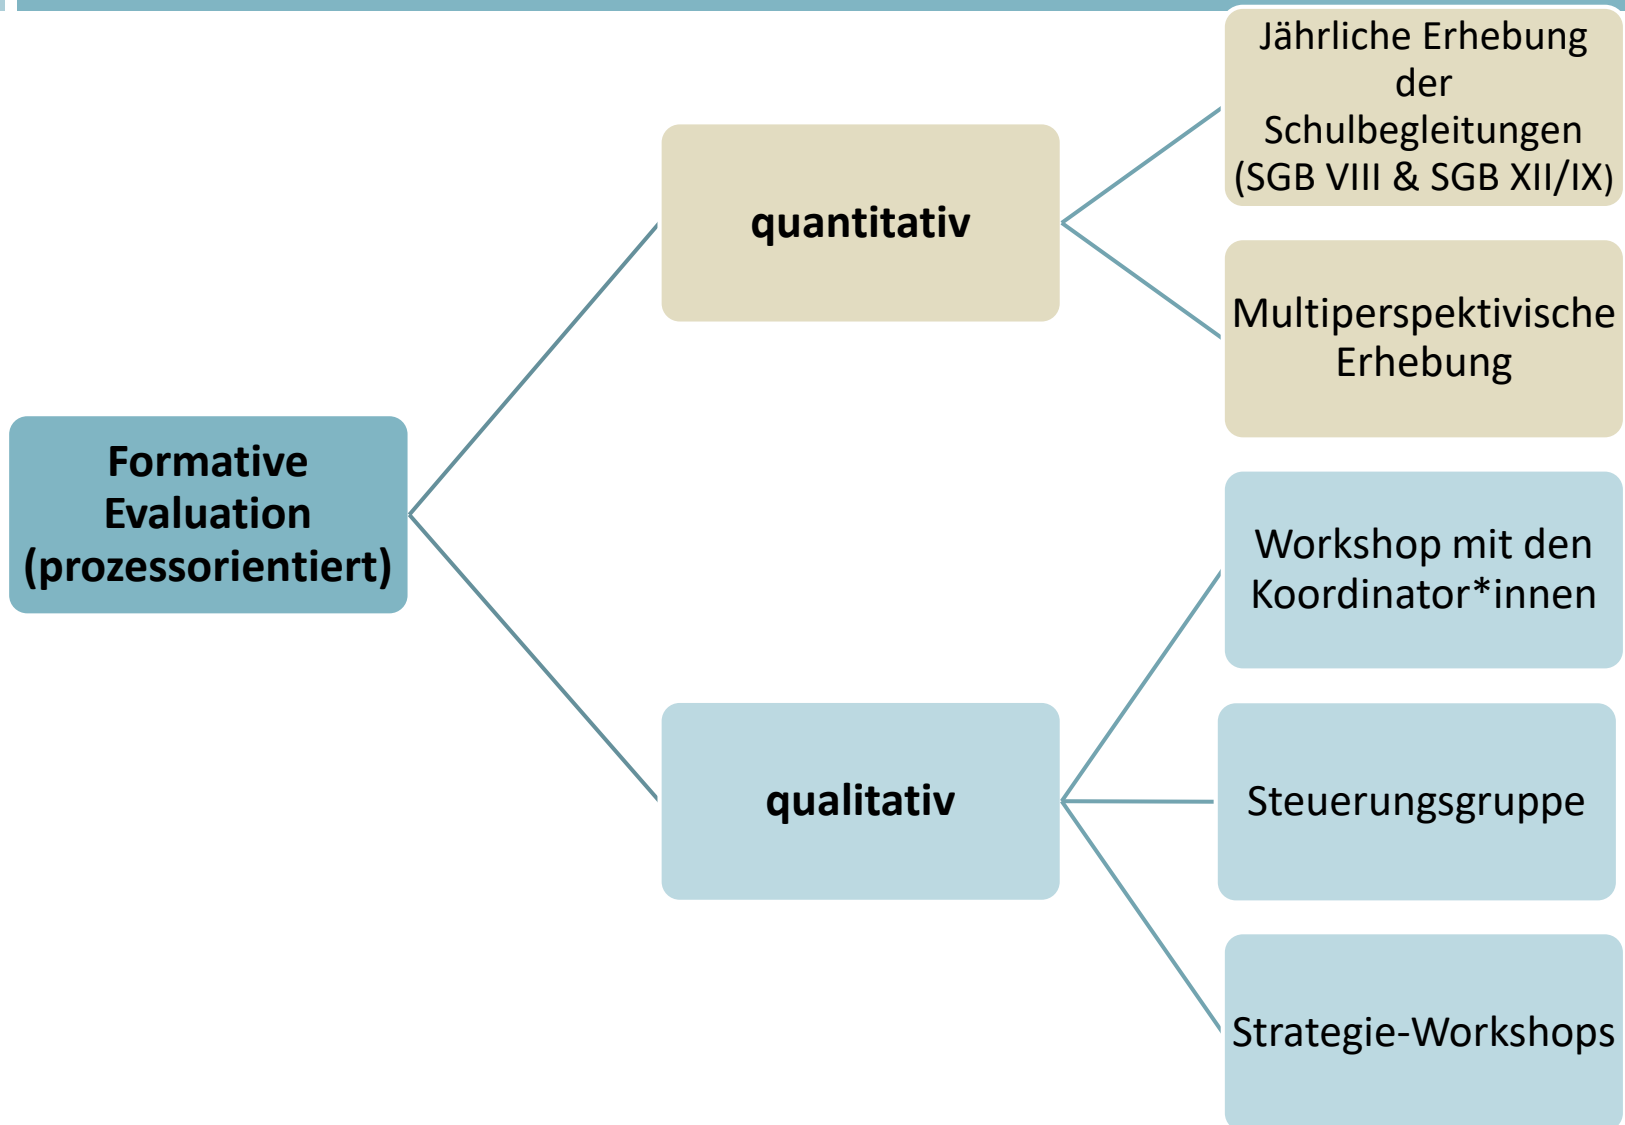 Jährliche Erhebung
der
Schulbegleitungen
(SGB VIII & SGB XII/IX)
quantitativ
Multiperspektivische
Erhebung
Formative
Evaluation
(prozessorientiert)
Workshop mit den
Koordinator*innen
qualitativ
Steuerungsgruppe
Strategie-Workshops